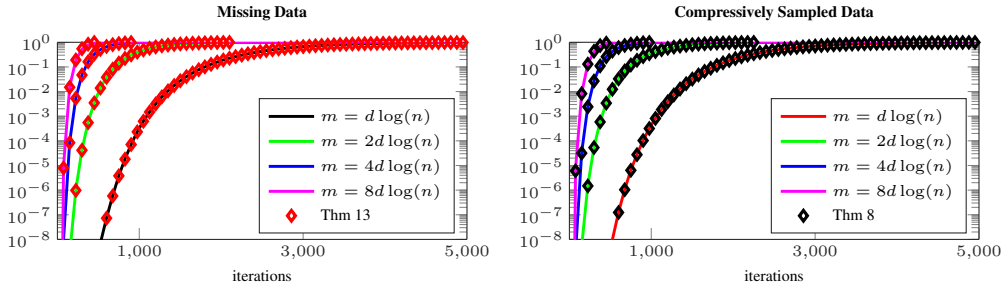 Missing Data
10^0
10^−1
10^−2
10^−3
10^−4
10^−5
10^−6
10^−7
10^−8
m = d log(n)
m = 2d log(n)
m = 4d log(n)
m = 8d log(n)
Thm 13
1,000 3,000 5,000
iterations
Compressively Sampled Data
10^0
10^−1
10^−2
10^−3
10^−4
10^−5
10^−6
10^−7
10^−8
m = d log(n)
m = 2d log(n)
m = 4d log(n)
m = 8d log(n)
Thm 8
1,000 3,000 5,000
iterations